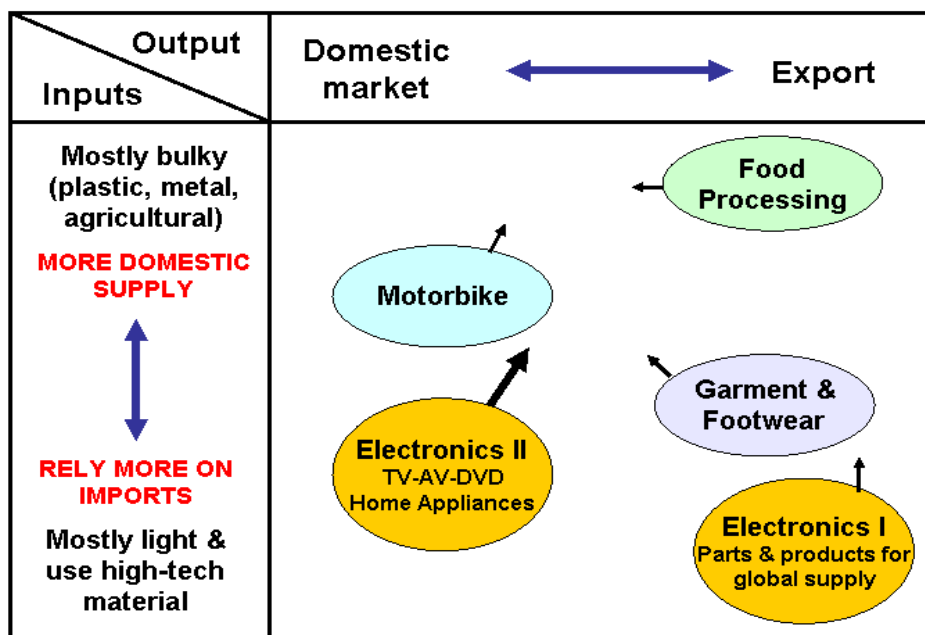 Output
Inputs
Domestic
market
Export
Mostly bulky
(plastic, metal,
agricultural)
MORE DOMESTIC
SUPPLY
RELY MORE ON
IMPORTS
Mostly light &
use high-tech
material
Food
Processing
Motorbike
Garment &
Footwear
Electronics II
TV-AV-DVD
Home Appliances
Electronics I
Parts & products for
global supply